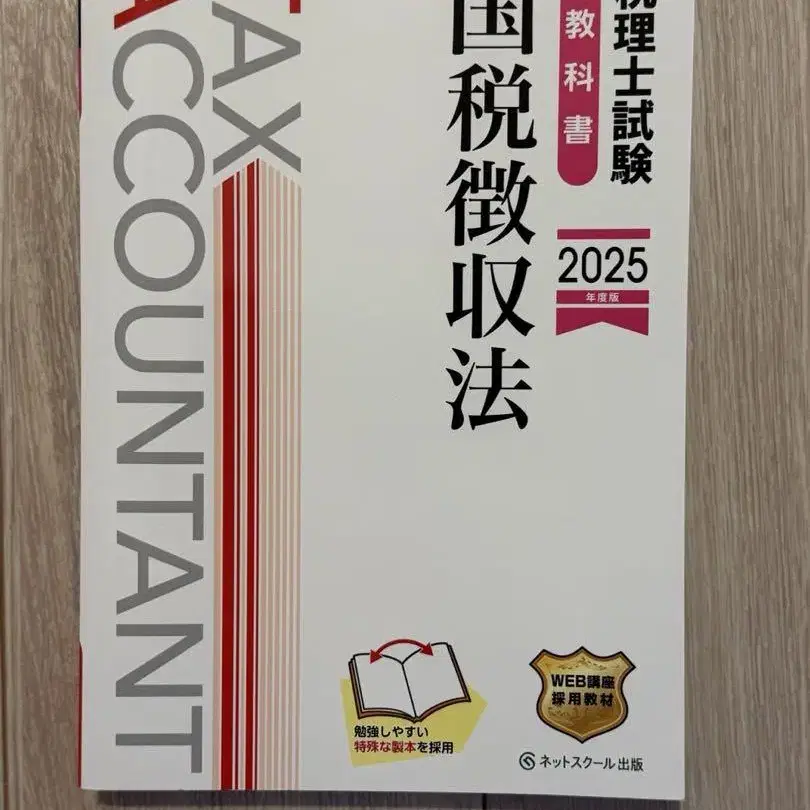 税理士試験
教科書
2025
年度版
国税徴収法
TAX
ACCOUNTANT
勉強しやすい
特殊な製本を採用
WEB講座
採用教材
ネットスクール出版